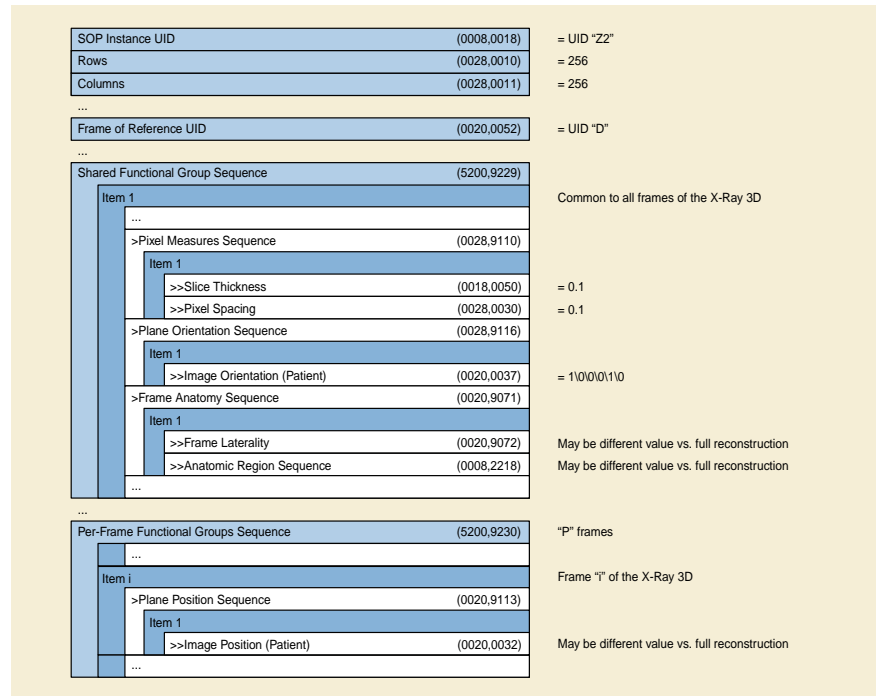 SOP Instance UID (0008,0018) = UID “Z2”
Rows (0028,0010) = 256
Columns (0028,0011) = 256
...
Frame of Reference UID (0020,0052) = UID “D”
...
Shared Functional Group Sequence (5200,9229)
Item 1 Common to all frames of the X-Ray 3D
...
>Pixel Measures Sequence (0028,9110)
Item 1
>>Slice Thickness (0018,0050) = 0.1
>>Pixel Spacing (0028,0030) = 0.1
>Plane Orientation Sequence (0028,9116)
Item 1
>>Image Orientation (Patient) (0020,0037) = 1\0\0\0\1\0
>Frame Anatomy Sequence (0020,9071)
Item 1
>>Frame Laterality (0020,9072) May be different value vs. full reconstruction
>>Anatomic Region Sequence (0008,2218) May be different value vs. full reconstruction
...
...
Per-Frame Functional Groups Sequence (5200,9230) “P” frames
...
Item i Frame “i” of the X-Ray 3D
>Plane Position Sequence (0020,9113)
Item 1
>>Image Position (Patient) (0020,0032) May be different value vs. full reconstruction
...